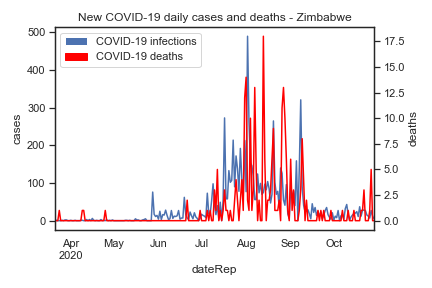 New COVID-19 daily cases and deaths - Zimbabwe
COVID-19 infections
COVID-19 deaths
500
400
300
200
100
0
cases
17.5
15.0
12.5
10.0
7.5
5.0
2.5
0.0
deaths
Apr May Jun Jul Aug Sep Oct
2020
dateRep